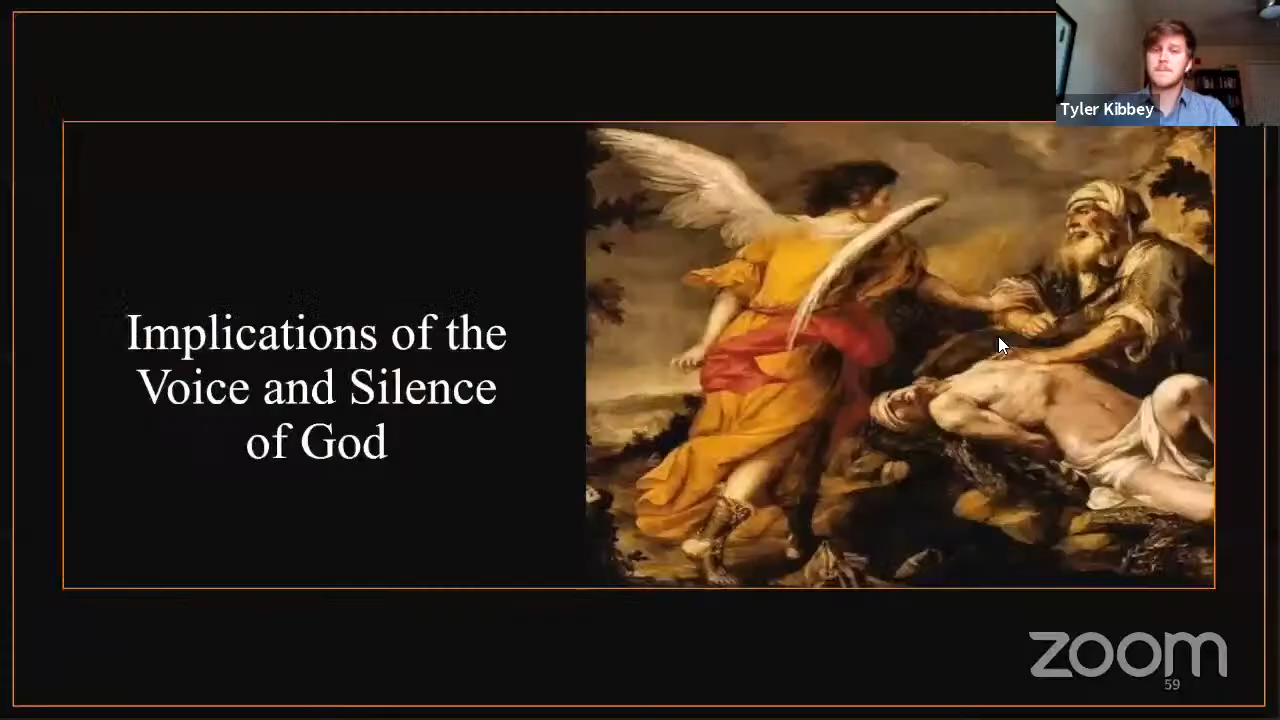 Tyler Kibbey
Implications of the
Voice and Silence
of God
zoom
59